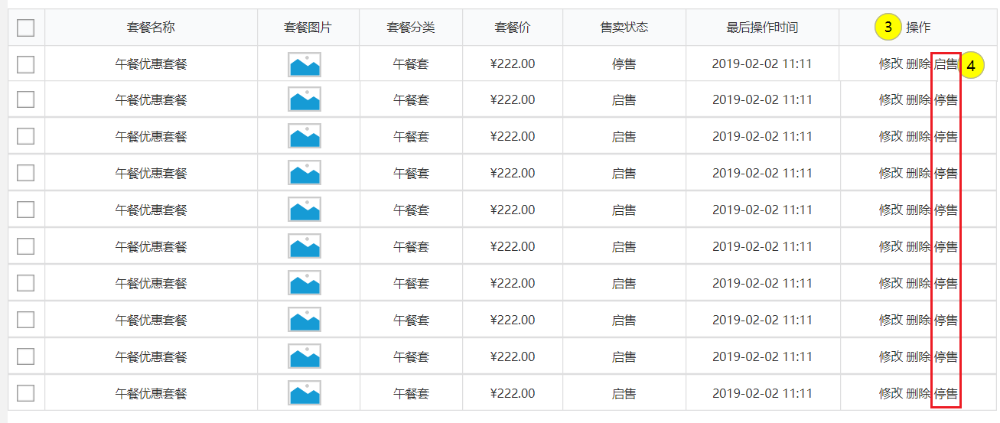 套餐名称 套餐图片 套餐分类 套餐价 售卖状态 最后操作时间 3 操作
午餐优惠套餐 午餐套 ¥222.00 停售 2019-02-02 11:11 修改 删除 启售 4
午餐优惠套餐 午餐套 ¥222.00 启售 2019-02-02 11:11 修改 删除 停售
午餐优惠套餐 午餐套 ¥222.00 启售 2019-02-02 11:11 修改 删除 停售
午餐优惠套餐 午餐套 ¥222.00 启售 2019-02-02 11:11 修改 删除 停售
午餐优惠套餐 午餐套 ¥222.00 启售 2019-02-02 11:11 修改 删除 停售
午餐优惠套餐 午餐套 ¥222.00 启售 2019-02-02 11:11 修改 删除 停售
午餐优惠套餐 午餐套 ¥222.00 启售 2019-02-02 11:11 修改 删除 停售
午餐优惠套餐 午餐套 ¥222.00 启售 2019-02-02 11:11 修改 删除 停售
午餐优惠套餐 午餐套 ¥222.00 启售 2019-02-02 11:11 修改 删除 停售
午餐优惠套餐 午餐套 ¥222.00 启售 2019-02-02 11:11 修改 删除 停售